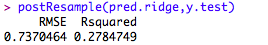 > postResample(pred.ridge,y.test)
RMSE Rsquared
0.7370464 0.2784749